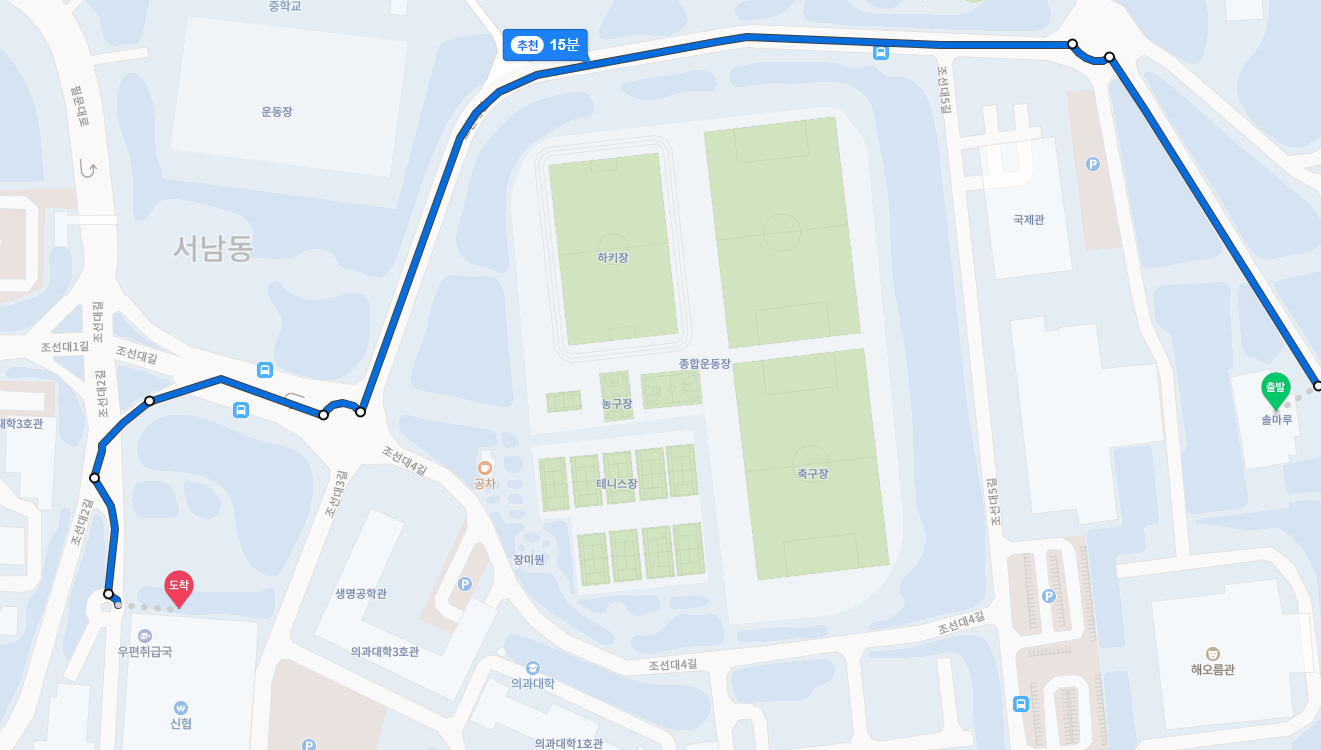 중학교
추천 15분
필문대로
운동장
조선대5길
P
국제관
서남동
하키장
조선대길
조선대1길
조선대길
종합운동장
조선대2길
출발
농구장
솔마루
대학3호관
조선대4길
공차
테니스장
축구장
조선대3길
조선대5길
조선대2길
장미원
도착
P
생명공학관
P
조선대4길
우편취급국
의과대학3호관
조선대4길
해오름관
의과대학
신협
의과대학1호관
P